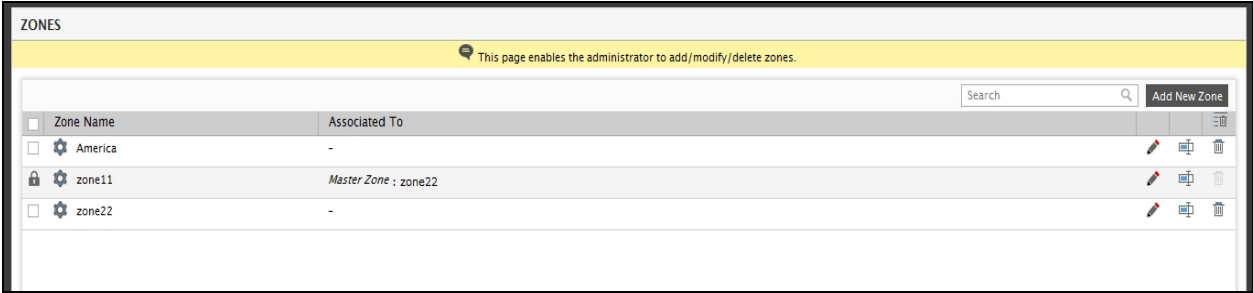 ZONES
This page enables the administrator to add/modify/delete zones.
Search
Add New Zone
Zone Name Associated To
America -
zone11 Master Zone : zone22
zone22 -